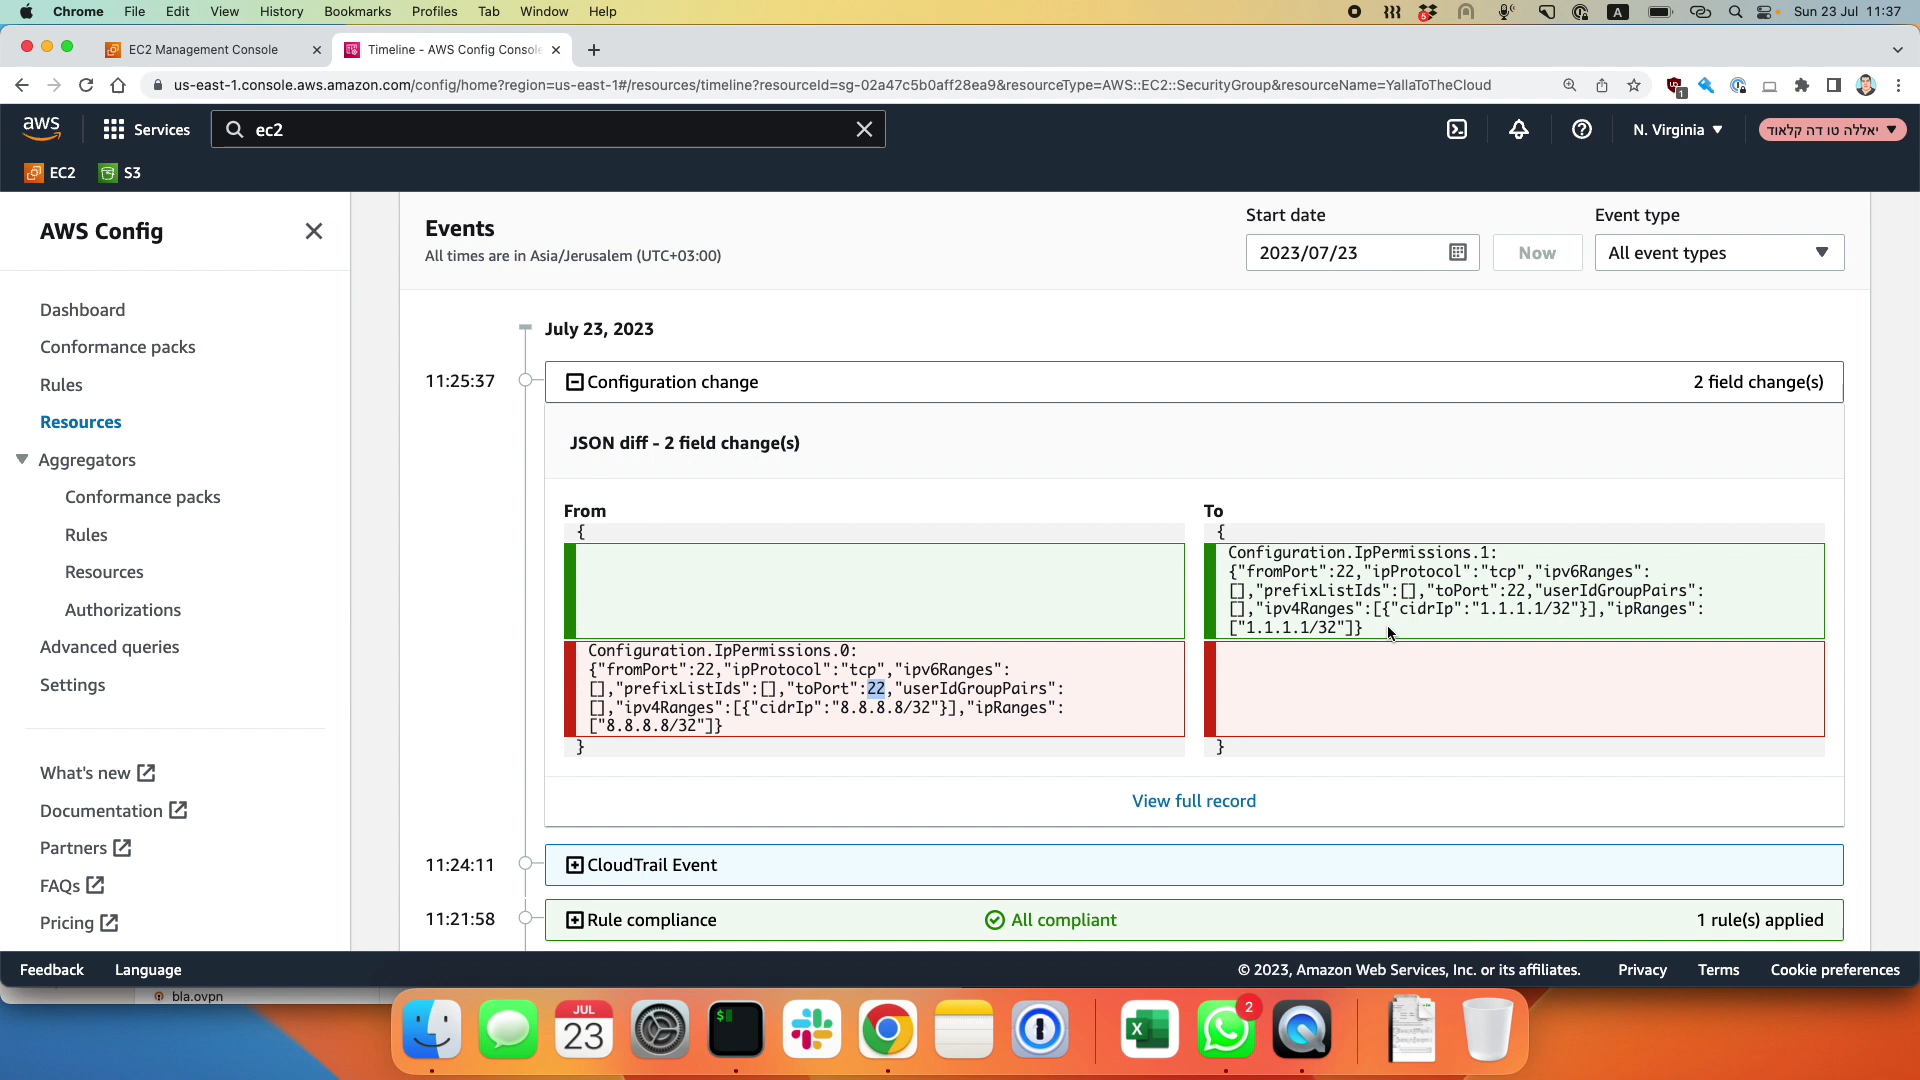 Chrome File Edit View History Bookmarks Profiles Tab Window Help
5 A Sun 23 Jul 11:37
EC2 Management Console
Timeline - AWS Config Console
us-east-1.console.aws.amazon.com/config/home?region=us-east-1#/resources/timeline?resourceId=sg-02a47c5b0aff28ea9&resourceType=AWS::EC2::SecurityGroup&resourceName=YallaToTheCloud
1
aws Services ec2 N. Virginia יאללה טו דה קלאוד
EC2 S3
AWS Config
Dashboard
Conformance packs
Rules
Resources
Aggregators
Conformance packs
Rules
Resources
Authorizations
Advanced queries
Settings
What's new
Documentation
Partners
FAQs
Pricing
Events
All times are in Asia/Jerusalem (UTC+03:00)
Start date
2023/07/23
Now
Event type
All event types
July 23, 2023
11:25:37 Configuration change 2 field change(s)
JSON diff - 2 field change(s)
From
{
Configuration.IpPermissions.0:
{"fromPort":22,"ipProtocol":"tcp","ipv6Ranges":
[],"prefixListIds":[],"toPort":22,"userIdGroupPairs":
[],"ipv4Ranges":[{"cidrIp":"8.8.8.8/32"}],"ipRanges":
["8.8.8.8/32"]}
}
To
{
Configuration.IpPermissions.1:
{"fromPort":22,"ipProtocol":"tcp","ipv6Ranges":
[],"prefixListIds":[],"toPort":22,"userIdGroupPairs":
[],"ipv4Ranges":[{"cidrIp":"1.1.1.1/32"}],"ipRanges":
["1.1.1.1/32"]}
}
View full record
11:24:11 CloudTrail Event
11:21:58 Rule compliance All compliant 1 rule(s) applied
Feedback Language © 2023, Amazon Web Services, Inc. or its affiliates. Privacy Terms Cookie preferences
bla.ovpn
JUL
23
$
X
2